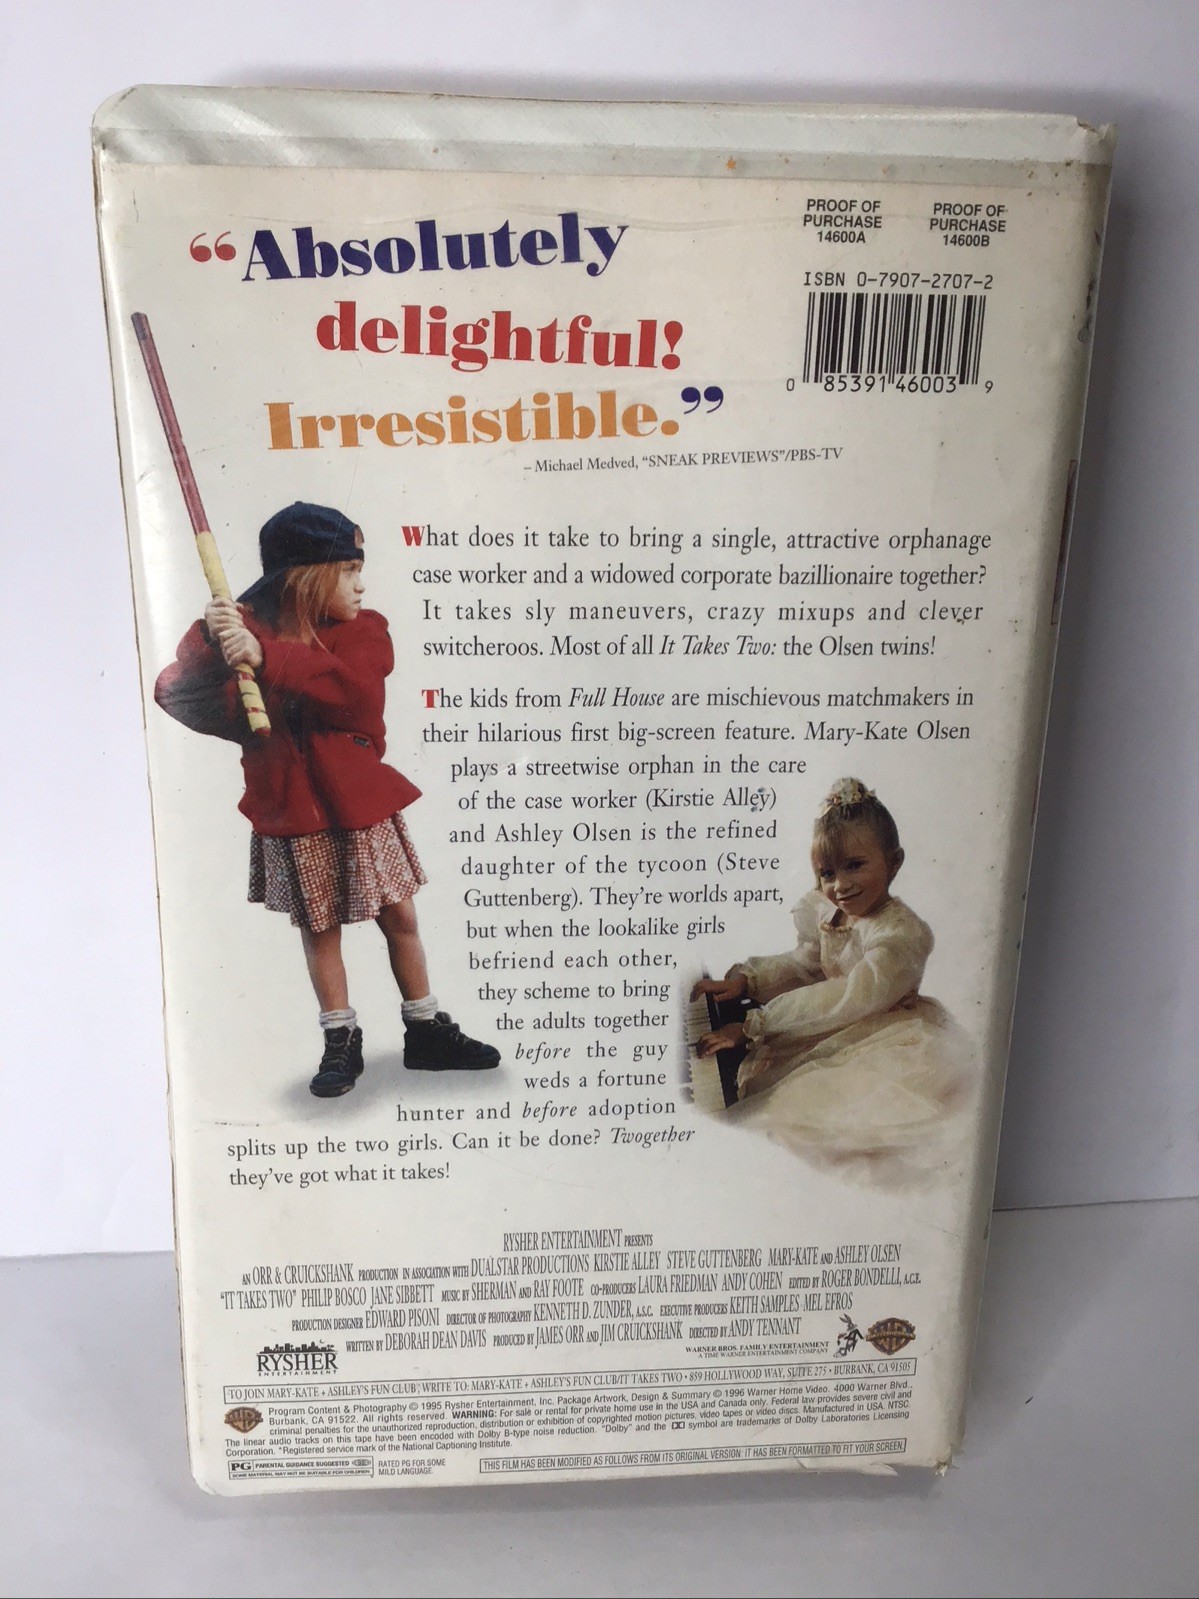 “Absolutely
delightful!
Irresistible.”
– Michael Medved, “SNEAK PREVIEWS”/PBS-TV
PROOF OF
PURCHASE
14600A
PROOF OF
PURCHASE
14600B
ISBN 0-7907-2707-2
0 85391 46003 9
What does it take to bring a single, attractive orphanage
case worker and a widowed corporate bazillionaire together?
It takes sly maneuvers, crazy mixups and clever
switcheroos. Most of all It Takes Two: the Olsen twins!
The kids from Full House are mischievous matchmakers in
their hilarious first big-screen feature. Mary-Kate Olsen
plays a streetwise orphan in the care
of the case worker (Kirstie Alley)
and Ashley Olsen is the refined
daughter of the tycoon (Steve
Guttenberg). They’re worlds apart,
but when the lookalike girls
befriend each other,
they scheme to bring
the adults together
before the guy
weds a fortune
hunter and before adoption
splits up the two girls. Can it be done? Twogether
they’ve got what it takes!
RYSHER ENTERTAINMENT PRESENTS
AN ORR & CRUICKSHANK PRODUCTION IN ASSOCIATION WITH DUALSTAR PRODUCTIONS KIRSTIE ALLEY STEVE GUTTENBERG MARY-KATE AND ASHLEY OLSEN
“IT TAKES TWO” PHILIP BOSCO JANE SIBBETT MUSIC BY SHERMAN AND RAY FOOTE CO-PRODUCERS LAURA FRIEDMAN ANDY COHEN EDITED BY ROGER BONDELLI, A.C.E.
PRODUCTION DESIGNER EDWARD PISONI DIRECTOR OF PHOTOGRAPHY KENNETH D. ZUNDER, A.S.C. EXECUTIVE PRODUCERS KEITH SAMPLES MEL EFROS
WRITTEN BY DEBORAH DEAN DAVIS PRODUCED BY JAMES ORR AND JIM CRUICKSHANK DIRECTED BY ANDY TENNANT
RYSHER
ENTERTAINMENT
WARNER BROS. FAMILY ENTERTAINMENT
A TIME WARNER ENTERTAINMENT COMPANY
TO JOIN MARY-KATE + ASHLEY'S FUN CLUB, WRITE TO: MARY-KATE + ASHLEY'S FUN CLUB/IT TAKES TWO • 859 HOLLYWOOD WAY, SUITE 275 • BURBANK, CA 91505
Program Content & Photography © 1995 Rysher Entertainment, Inc. Package Artwork, Design & Summary © 1996 Warner Home Video. 4000 Warner Blvd.,
Burbank, CA 91522. All rights reserved. WARNING: For sale or rental for private home use in the USA and Canada only. Federal law provides severe civil and
criminal penalties for the unauthorized reproduction, distribution or exhibition of copyrighted motion pictures, video tapes or video discs. Manufactured in USA. NTSC.
The linear audio tracks on this tape have been encoded with Dolby B-type noise reduction. "Dolby" and the symbol are trademarks of Dolby Laboratories Licensing
Corporation. *Registered service mark of the National Captioning Institute.
PG PARENTAL GUIDANCE SUGGESTED
SOME MATERIAL MAY NOT BE SUITABLE FOR CHILDREN
RATED PG FOR SOME
MILD LANGUAGE.
THIS FILM HAS BEEN MODIFIED AS FOLLOWS FROM ITS ORIGINAL VERSION: IT HAS BEEN FORMATTED TO FIT YOUR SCREEN.